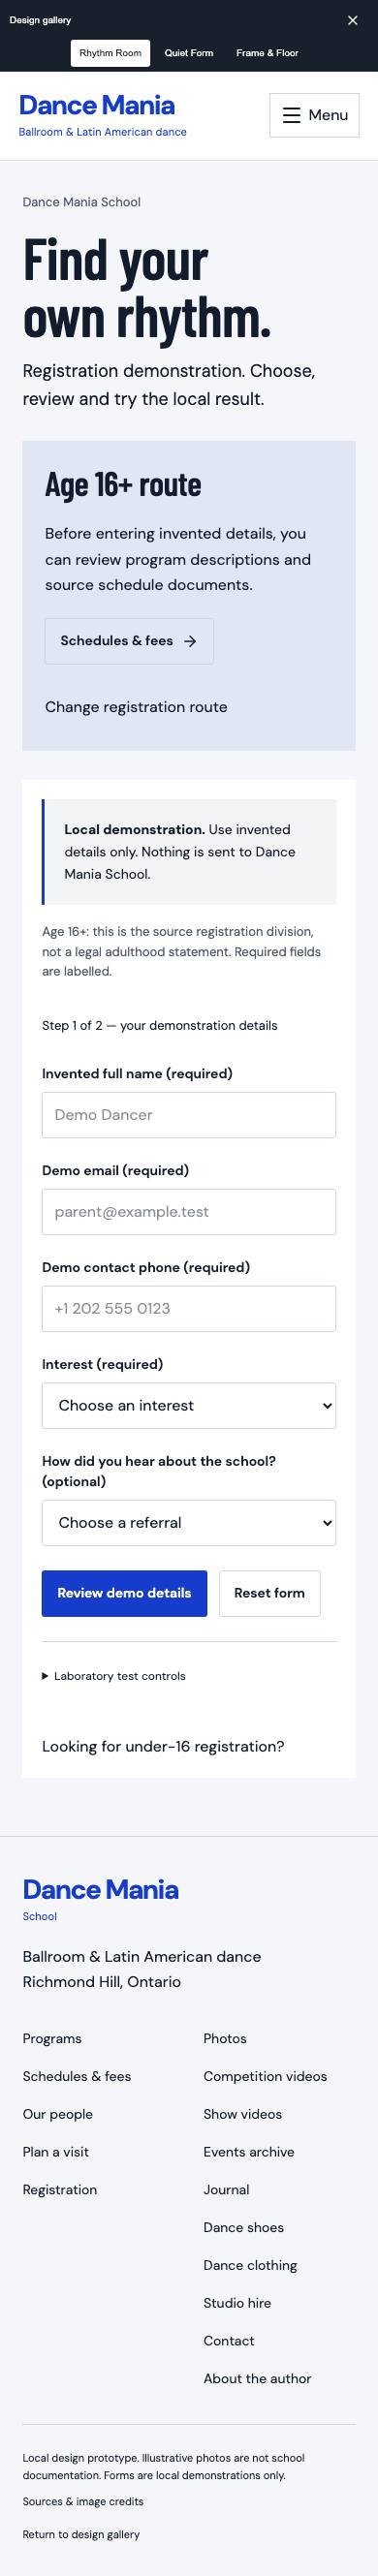 Design gallery
Rhythm Room Quiet Form Frame & Floor
Dance Mania
Ballroom & Latin American dance
Menu
Dance Mania School
Find your
own rhythm.
Registration demonstration. Choose,
review and try the local result.
Age 16+ route
Before entering invented details, you
can review program descriptions and
source schedule documents.
Schedules & fees
Change registration route
Local demonstration. Use invented
details only. Nothing is sent to Dance
Mania School.
Age 16+: this is the source registration division,
not a legal adulthood statement. Required fields
are labelled.
Step 1 of 2 — your demonstration details
Invented full name (required)
Demo Dancer
Demo email (required)
parent@example.test
Demo contact phone (required)
+1 202 555 0123
Interest (required)
Choose an interest
How did you hear about the school?
(optional)
Choose a referral
Review demo details
Reset form
Laboratory test controls
Looking for under-16 registration?
Dance Mania
School
Ballroom & Latin American dance
Richmond Hill, Ontario
Programs
Schedules & fees
Our people
Plan a visit
Registration
Photos
Competition videos
Show videos
Events archive
Journal
Dance shoes
Dance clothing
Studio hire
Contact
About the author
Local design prototype. Illustrative photos are not school
documentation. Forms are local demonstrations only.
Sources & image credits
Return to design gallery